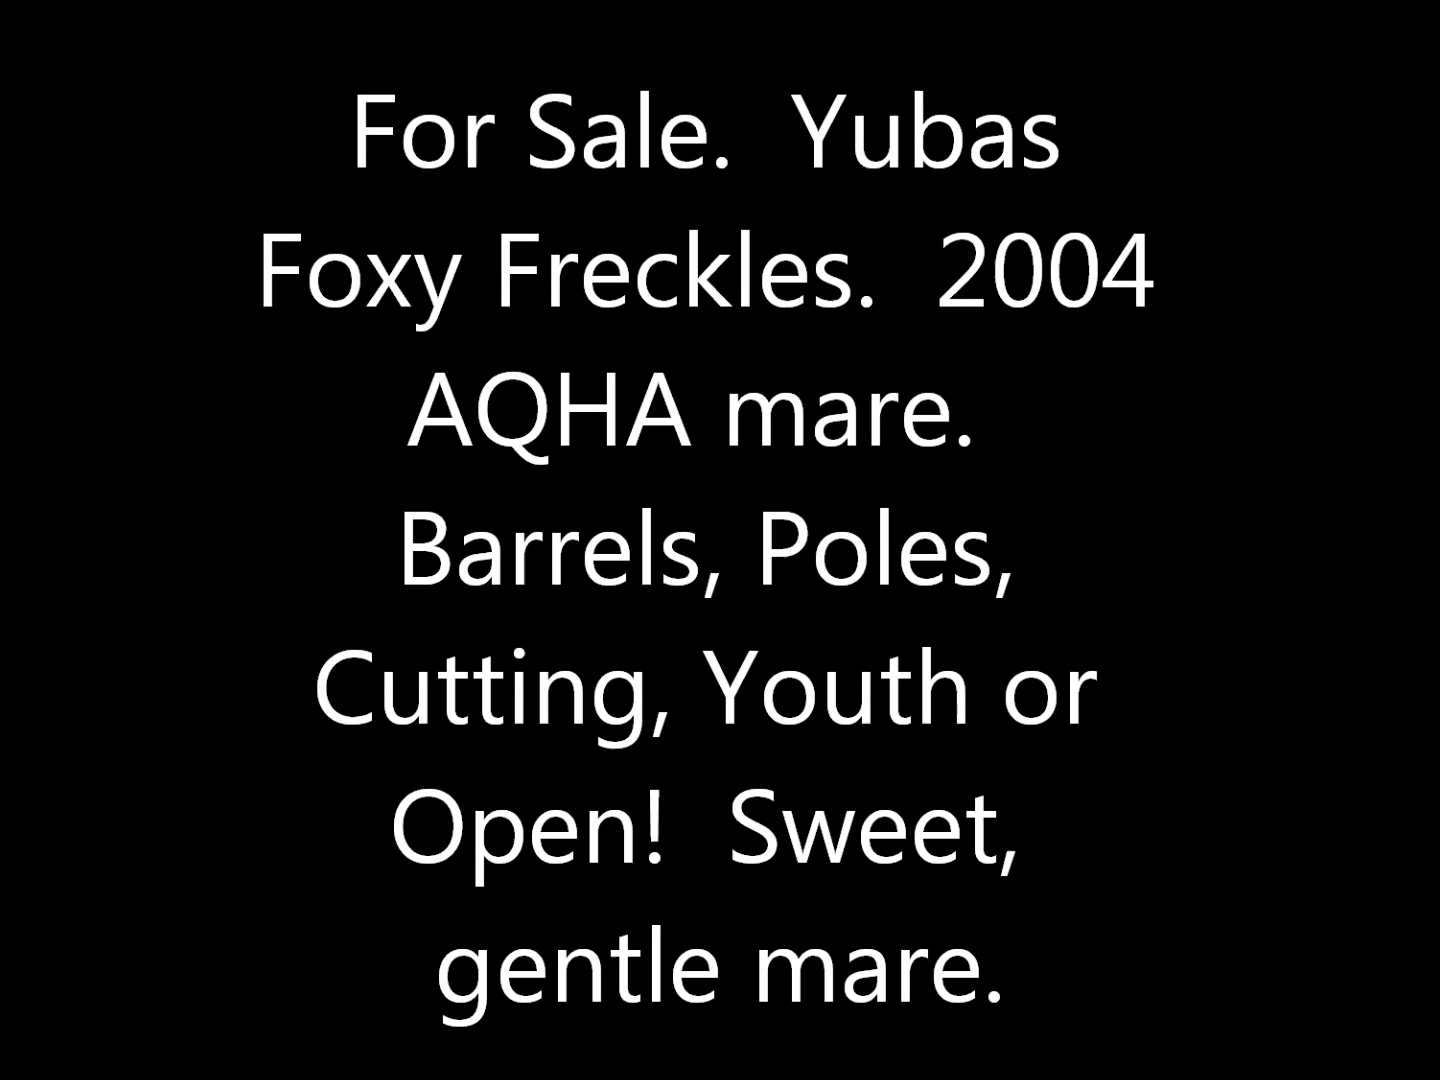 For Sale.  Yubas
Foxy Freckles.  2004
AQHA mare.
Barrels, Poles,
Cutting, Youth or
Open!  Sweet,
gentle mare.